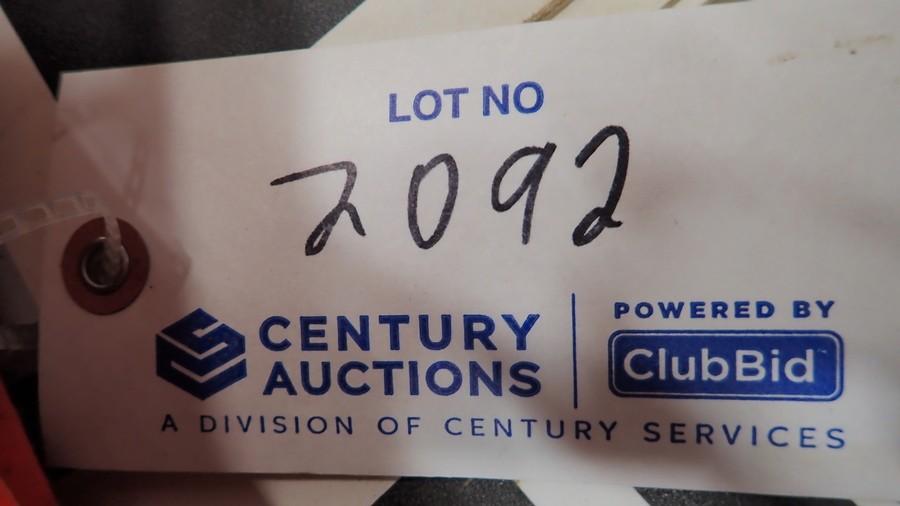 LOT NO
2092
CENTURY
AUCTIONS
POWERED BY
ClubBid
A DIVISION OF CENTURY SERVICES